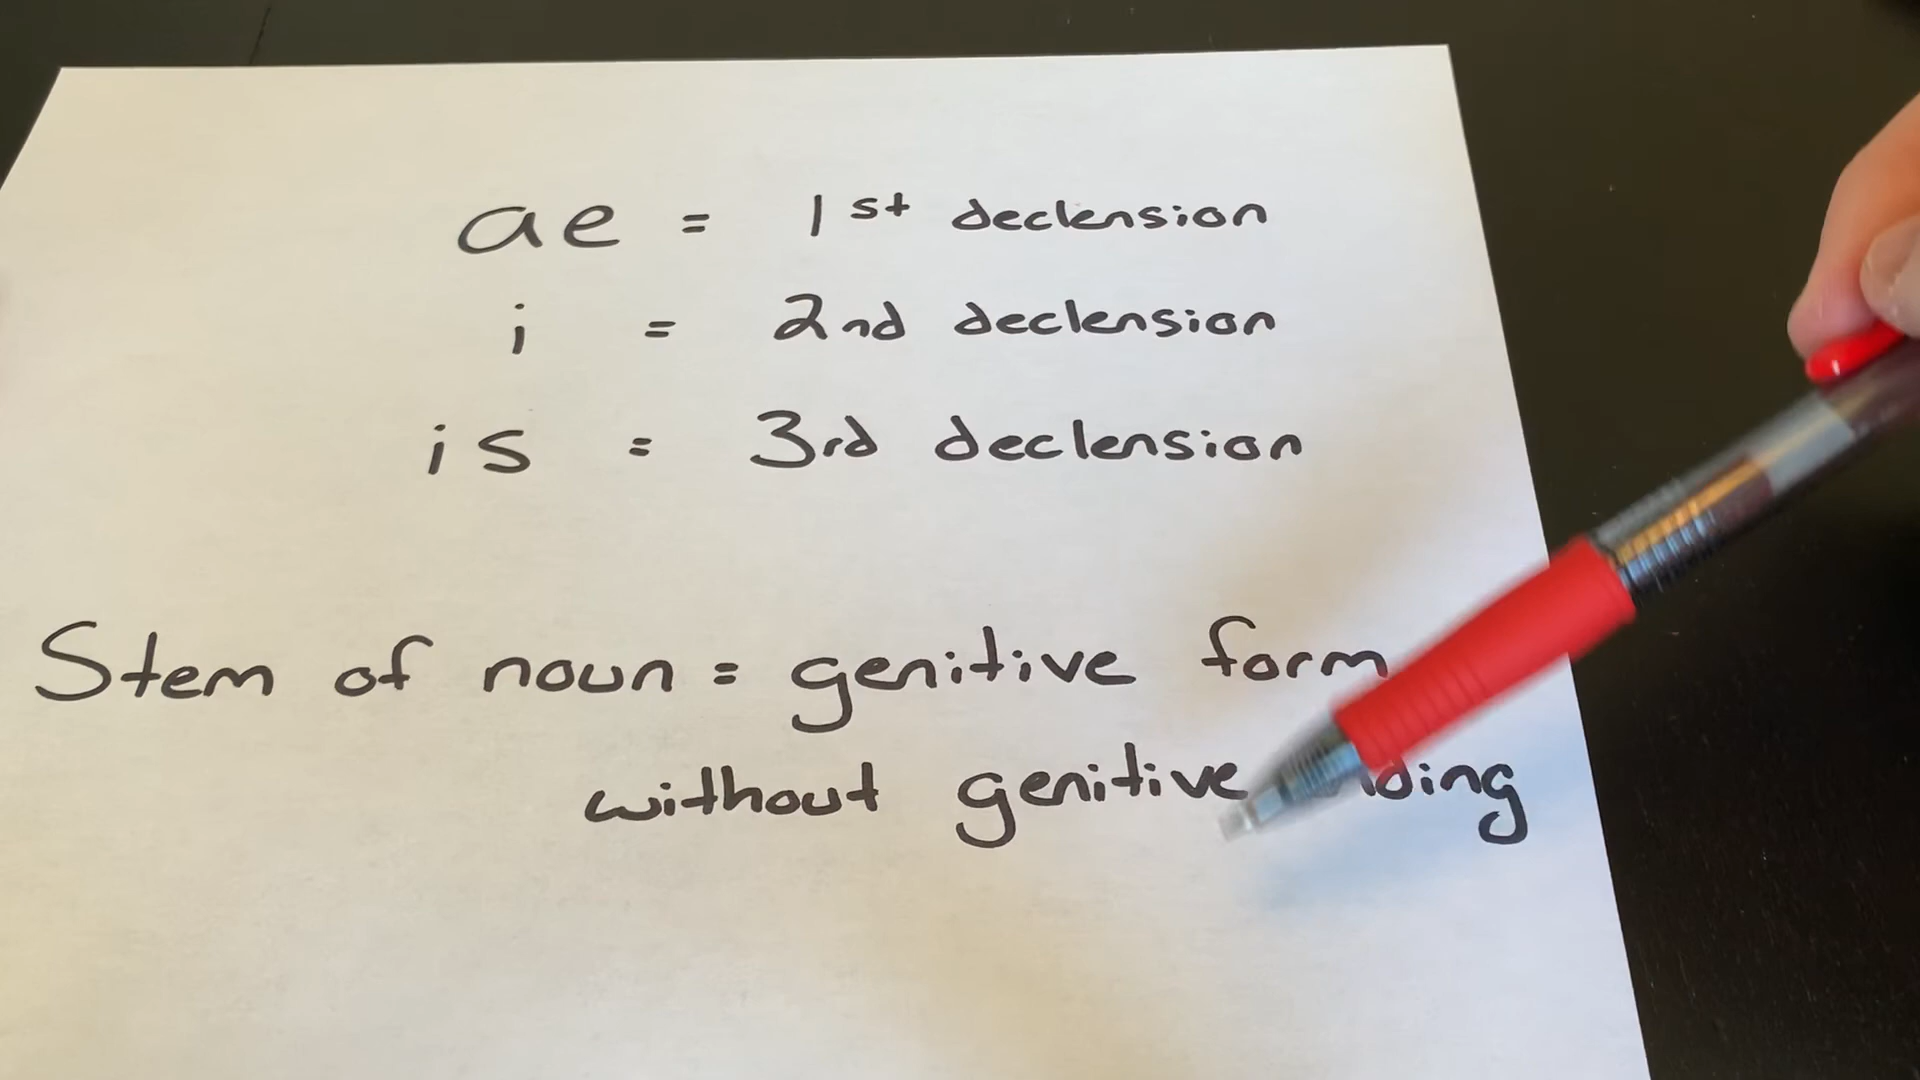 ae = 1st declension
i = 2nd declension
is = 3rd declension
Stem of noun = genitive form
without genitive